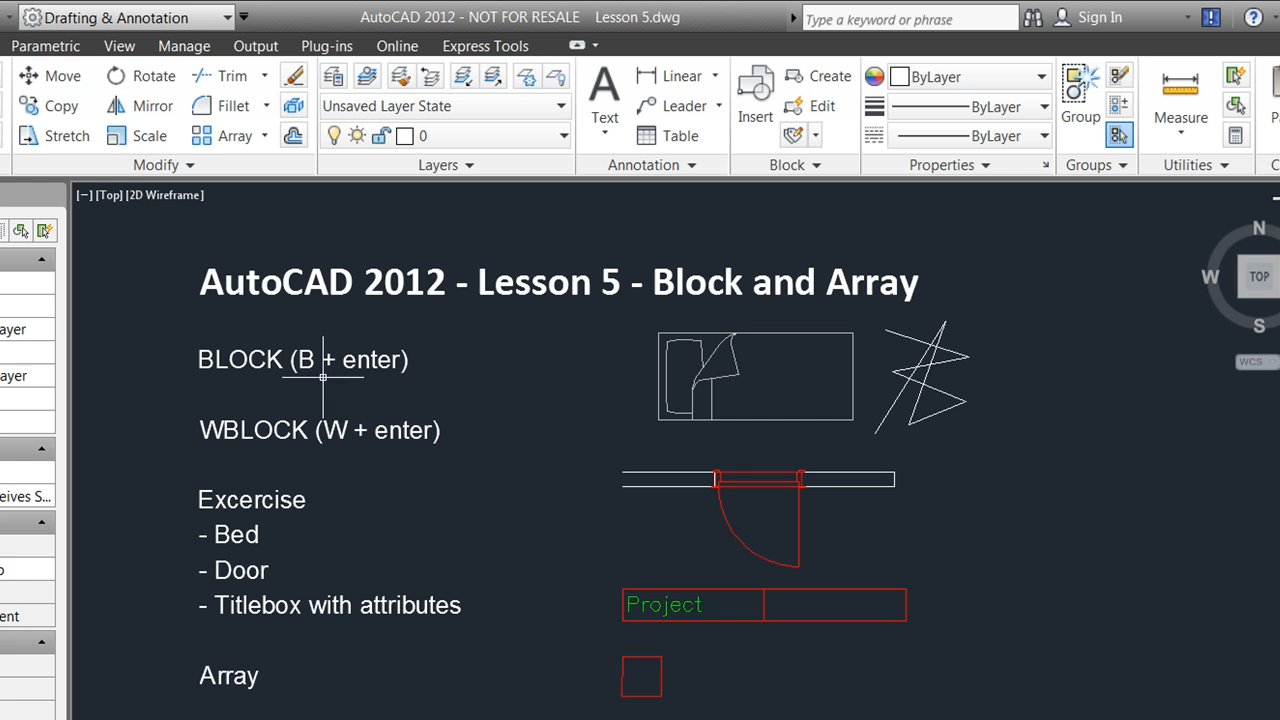 Drafting & Annotation
AutoCAD 2012 - NOT FOR RESALE Lesson 5.dwg
Type a keyword or phrase
Sign In
Parametric View Manage Output Plug-ins Online Express Tools
Move Rotate Trim
Copy Mirror Fillet
Stretch Scale Array
Modify
Unsaved Layer State
0
Layers
Text
Linear
Leader
Table
Annotation
Insert
Create
Edit
Block
ByLayer
ByLayer
ByLayer
Properties
Group
Groups
Measure
Utilities
[−] [Top] [2D Wireframe]
AutoCAD 2012 - Lesson 5 - Block and Array
BLOCK (B + enter)
WBLOCK (W + enter)
Excercise
- Bed
- Door
- Titlebox with attributes
Array
Project
N
W TOP
S
WCS
ayer
ayer
eives S...
ent